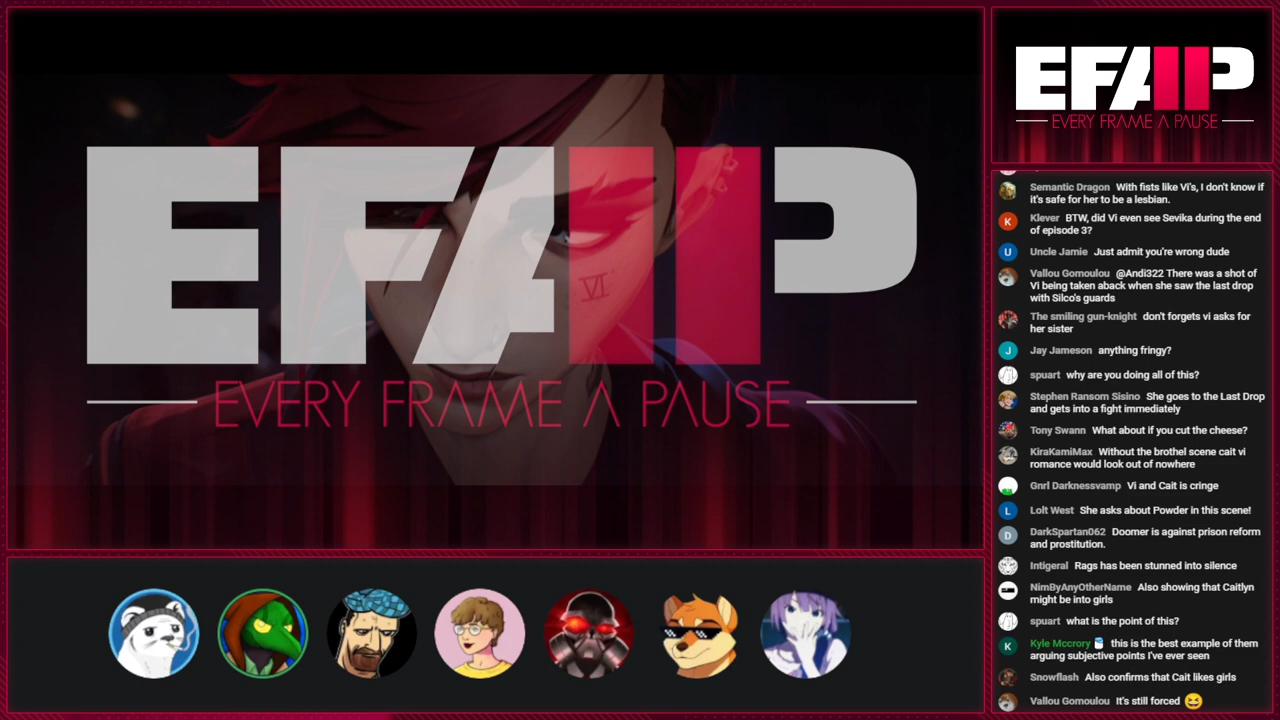 EFAP
VI
EVERY FRAME A PAUSE
EFAP
EVERY FRAME A PAUSE
Semantic Dragon With fists like Vi's, I don't know if
it's safe for her to be a lesbian.
K
Klever BTW, did Vi even see Sevika during the end
of episode 3?
U
Uncle Jamie Just admit you're wrong dude
Vallou Gomoulou @Andi322 There was a shot of
Vi being taken aback when she saw the last drop
with Silco's guards
The smiling gun-knight don't forgets vi asks for
her sister
J
Jay Jameson anything fringy?
spuart why are you doing all of this?
Stephen Ransom Sisino She goes to the Last Drop
and gets into a fight immediately
Tony Swann What about if you cut the cheese?
KiraKamiMax Without the brothel scene cait vi
romance would look out of nowhere
Gnrl Darknessvamp Vi and Cait is cringe
L
Lolt West She asks about Powder in this scene!
D
DarkSpartan062 Doomer is against prison reform
and prostitution.
Intigeral Rags has been stunned into silence
NimByAnyOtherName Also showing that Caitlyn
might be into girls
spuart what is the point of this?
K
Kyle Mccrory this is the best example of them
arguing subjective points I've ever seen
Snowflash Also confirms that Cait likes girls
Vallou Gomoulou It's still forced 😆